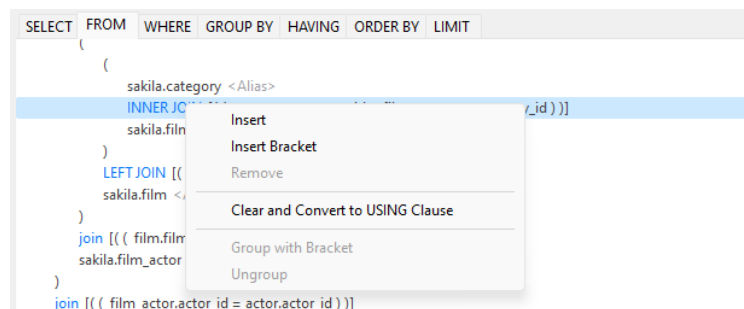 SELECT FROM WHERE GROUP BY HAVING ORDER BY LIMIT
(
(
sakila.category <Alias>
INNER y_id ) )]
sakila.film
)
LEFT JOIN [(
sakila.film
)
join [( ( film.film
sakila.film_actor
)
join [( ( film_actor.actor_id = actor.actor_id ) )]
Insert
Insert Bracket
Remove
Clear and Convert to USING Clause
Group with Bracket
Ungroup